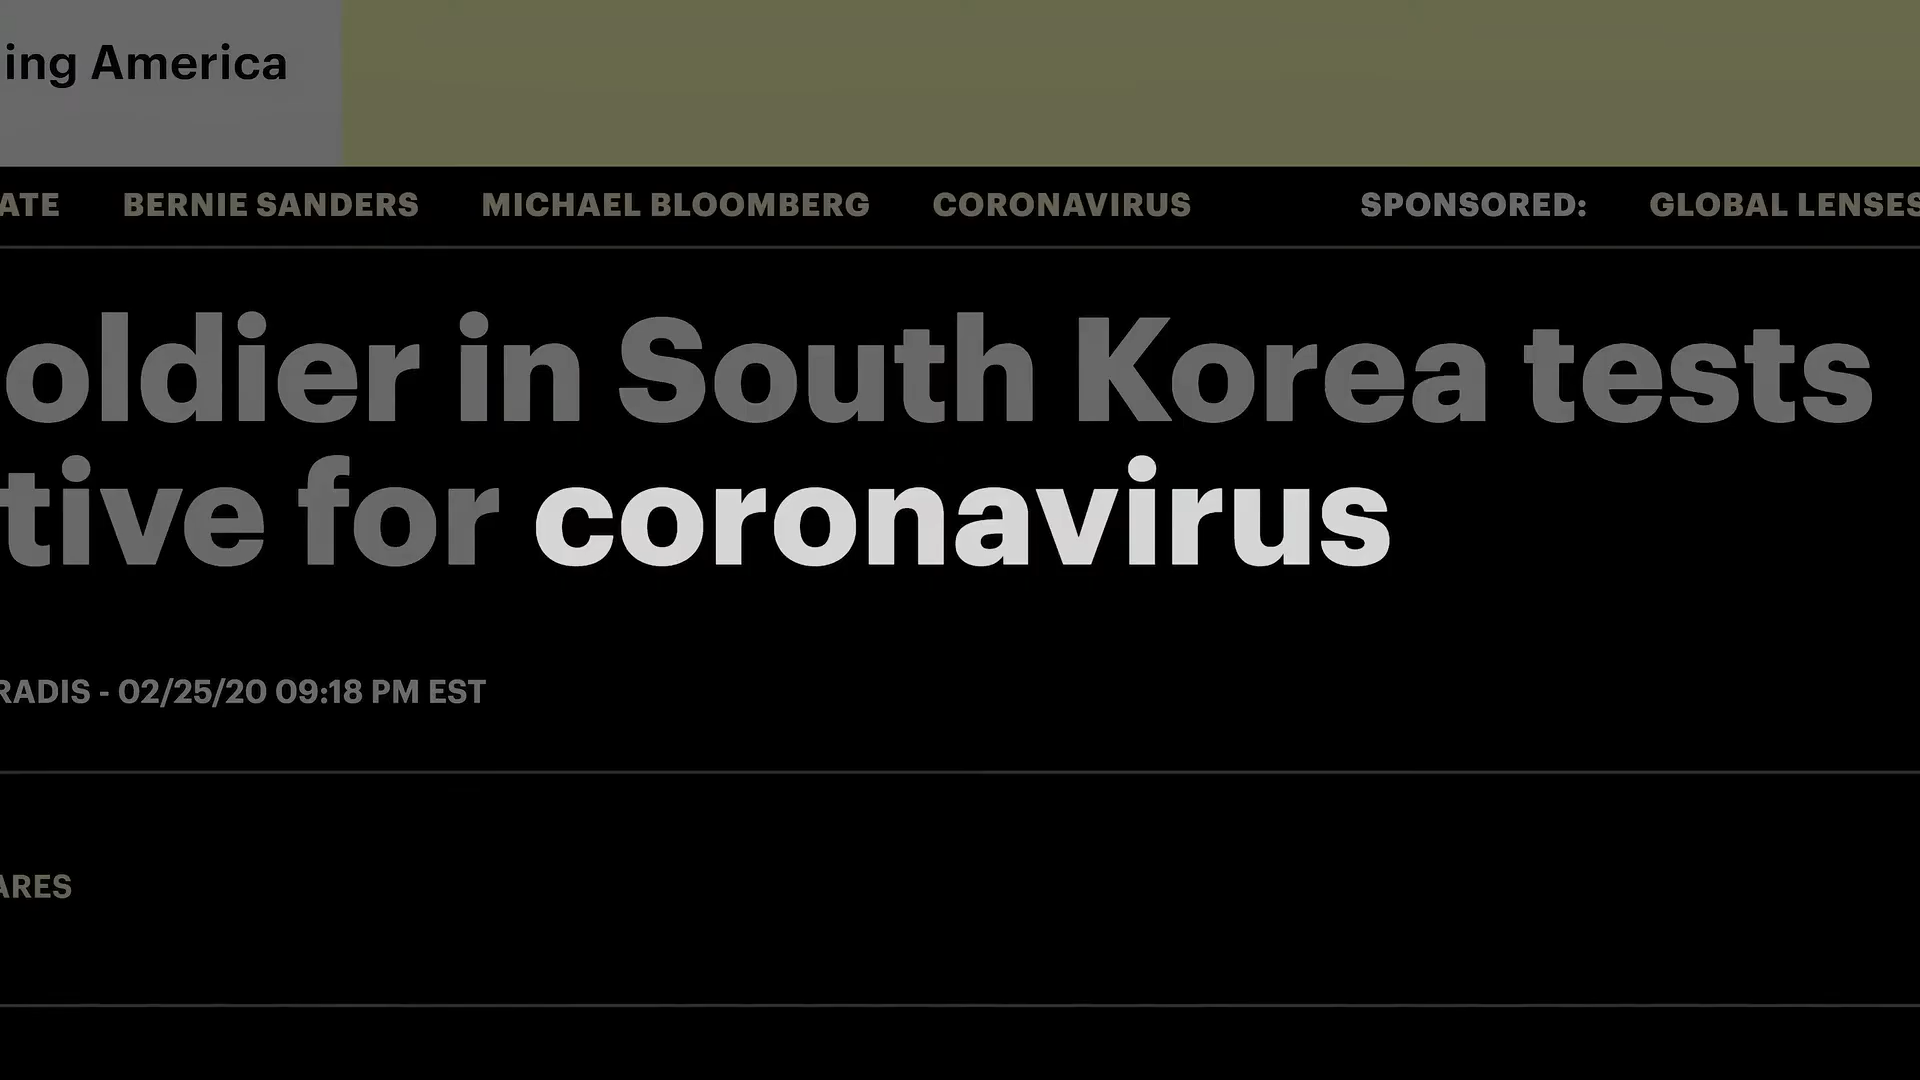 ing America
ATE BERNIE SANDERS MICHAEL BLOOMBERG CORONAVIRUS SPONSORED: GLOBAL LENSES
oldier in South Korea tests
tive for coronavirus
RADIS - 02/25/20 09:18 PM EST
ARES